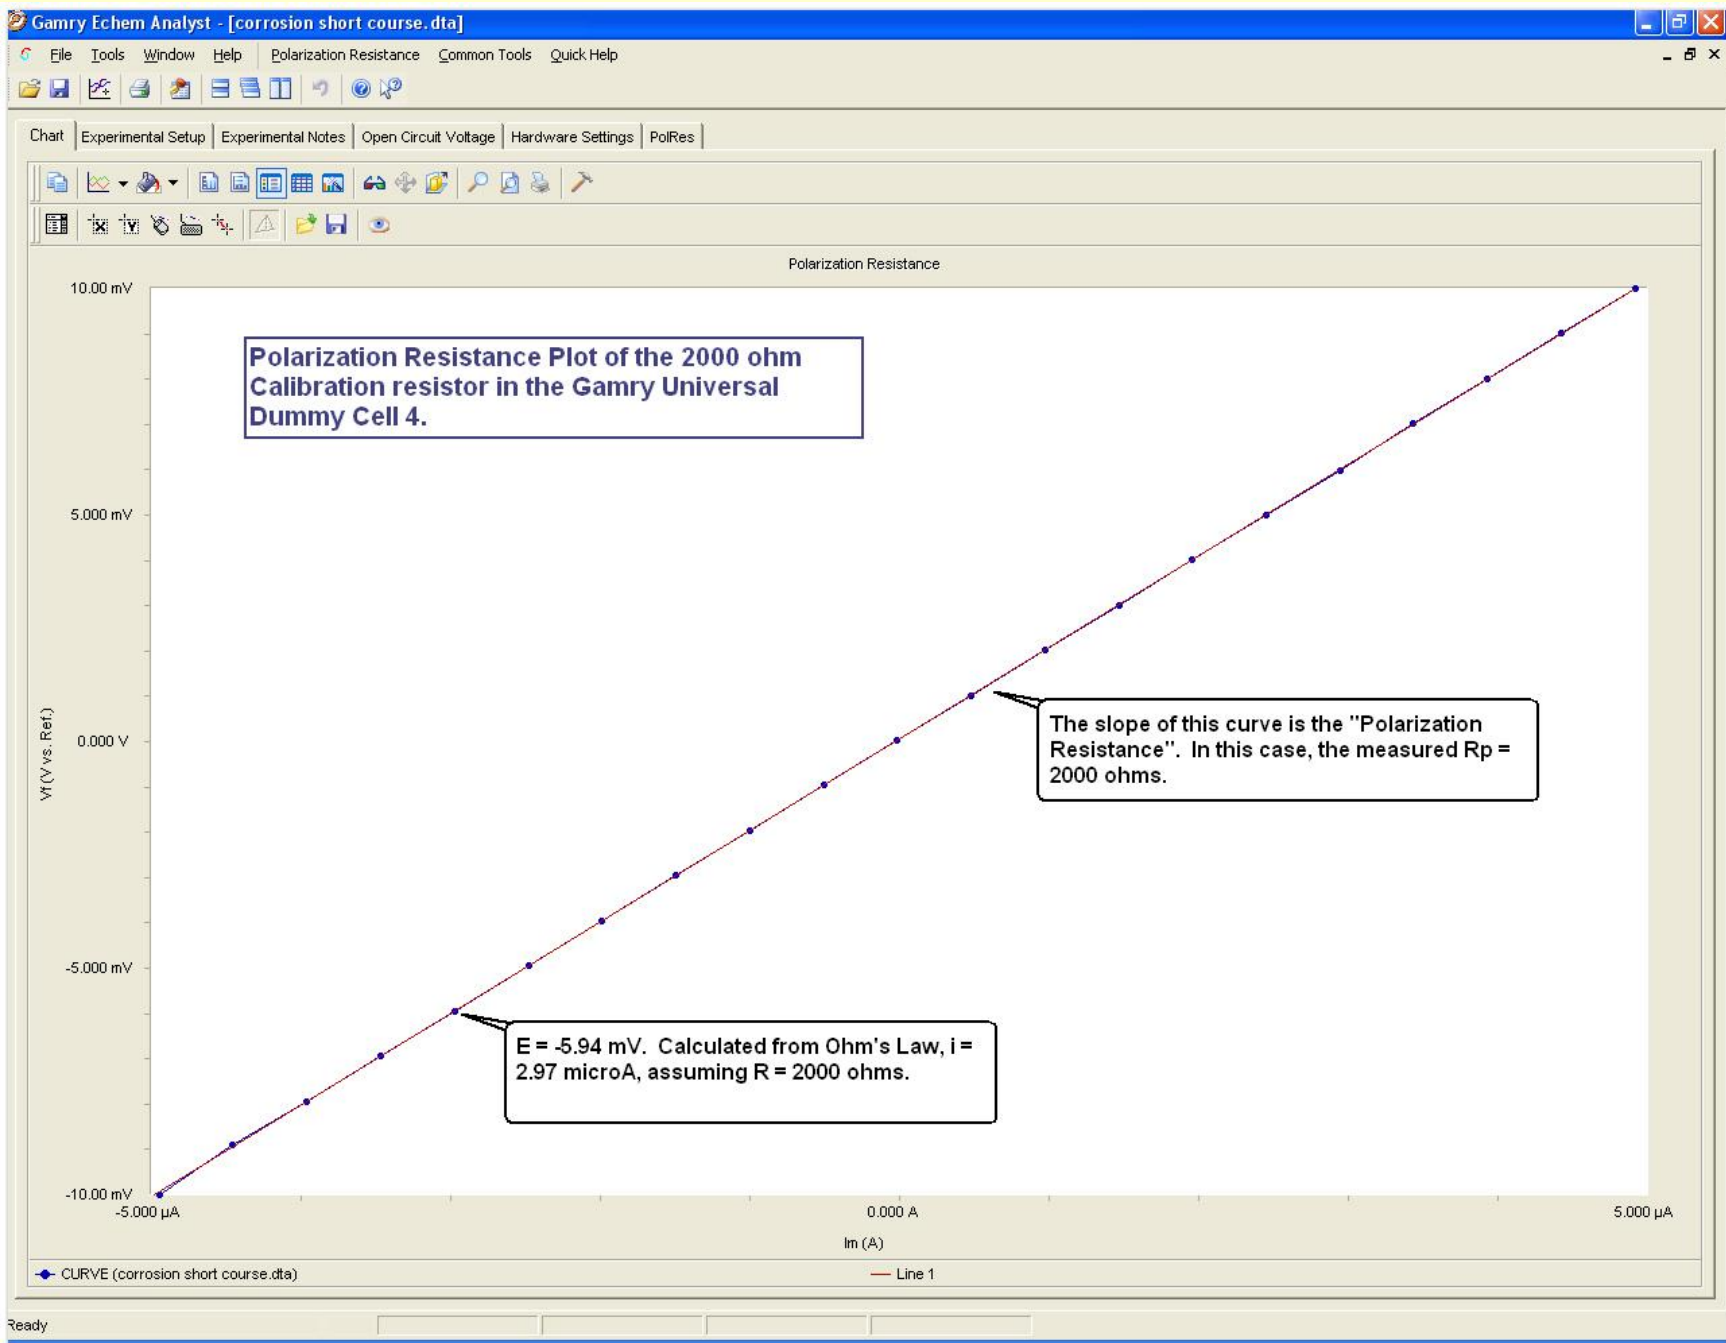 Gamry Echem Analyst - [corrosion short course.dta]
File Tools Window Help Polarization Resistance Common Tools Quick Help
Chart Experimental Setup Experimental Notes Open Circuit Voltage Hardware Settings PolRes
Polarization Resistance
10.00 mV
Polarization Resistance Plot of the 2000 ohm
Calibration resistor in the Gamry Universal
Dummy Cell 4.
5.000 mV
Vf (V vs. Ref.)
0.000 V
The slope of this curve is the "Polarization
Resistance". In this case, the measured Rp =
2000 ohms.
-5.000 mV
E = -5.94 mV. Calculated from Ohm's Law, i =
2.97 microA, assuming R = 2000 ohms.
-10.00 mV
-5.000 µA 0.000 A 5.000 µA
Im (A)
CURVE (corrosion short course.dta) Line 1
Ready